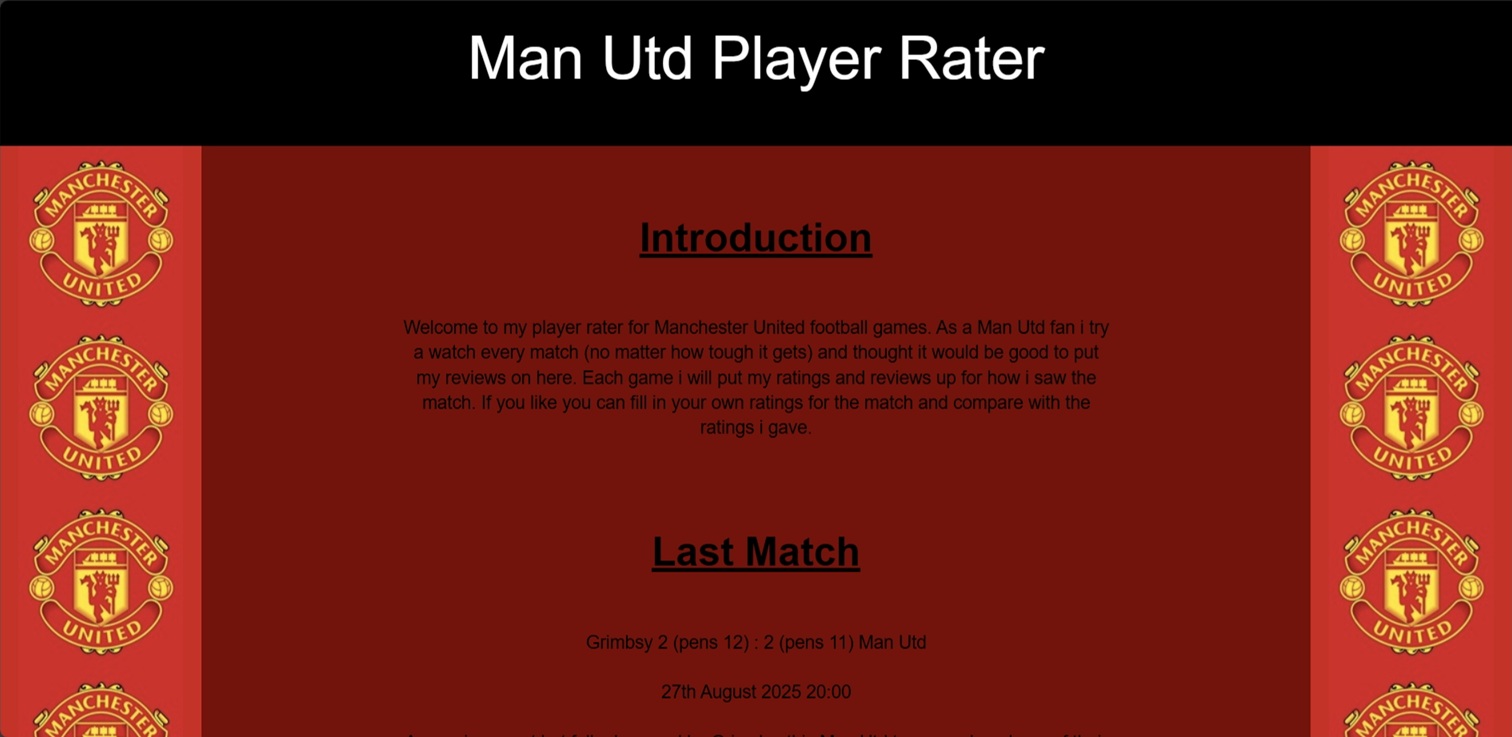 Man Utd Player Rater
MANCHESTER
UNITED
MANCHESTER
UNITED
MANCHESTER
UNITED
MANCHESTER
Introduction
Welcome to my player rater for Manchester United football games. As a Man Utd fan i try
a watch every match (no matter how tough it gets) and thought it would be good to put
my reviews on here. Each game i will put my ratings and reviews up for how i saw the
match. If you like you can fill in your own ratings for the match and compare with the
ratings i gave.
Last Match
Grimbsy 2 (pens 12) : 2 (pens 11) Man Utd
27th August 2025 20:00
MANCHESTER
UNITED
MANCHESTER
UNITED
MANCHESTER
UNITED
MANCHESTER